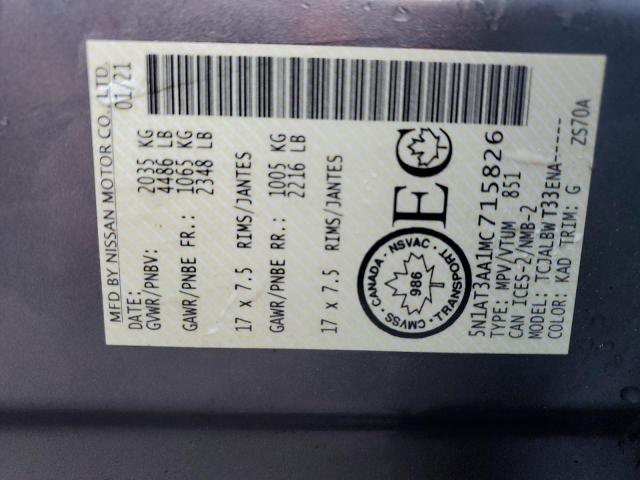 MFD BY NISSAN MOTOR CO., LTD.
DATE: 01/21
GVWR/PNBV: 2035 KG
4486 LB
GAWR/PNBE FR.: 1065 KG
2348 LB
17 x 7.5 RIMS/JANTES
GAWR/PNBE RR.: 1005 KG
2216 LB
17 x 7.5 RIMS/JANTES
CANADA · NSVAC · TRANSPORT · CMVSS
986
EC
5N1AT3AA1MC715826
TYPE: MPV/VTUM 851
CAN ICES-2/NMB-2
MODEL: TCJALBW T33ENA------
COLOR: KAD TRIM: G ZS70A